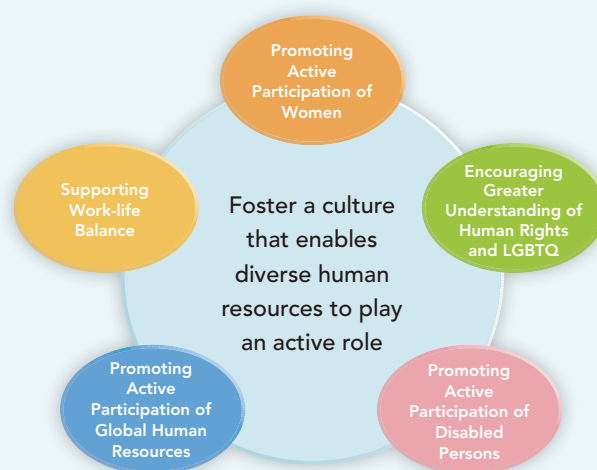 Promoting
Active
Participation of
Women
Encouraging
Greater
Understanding of
Human Rights
and LGBTQ
Supporting
Work-life
Balance
Foster a culture
that enables
diverse human
resources to play
an active role
Promoting
Active
Participation of
Global Human
Resources
Promoting
Active
Participation of
Disabled
Persons